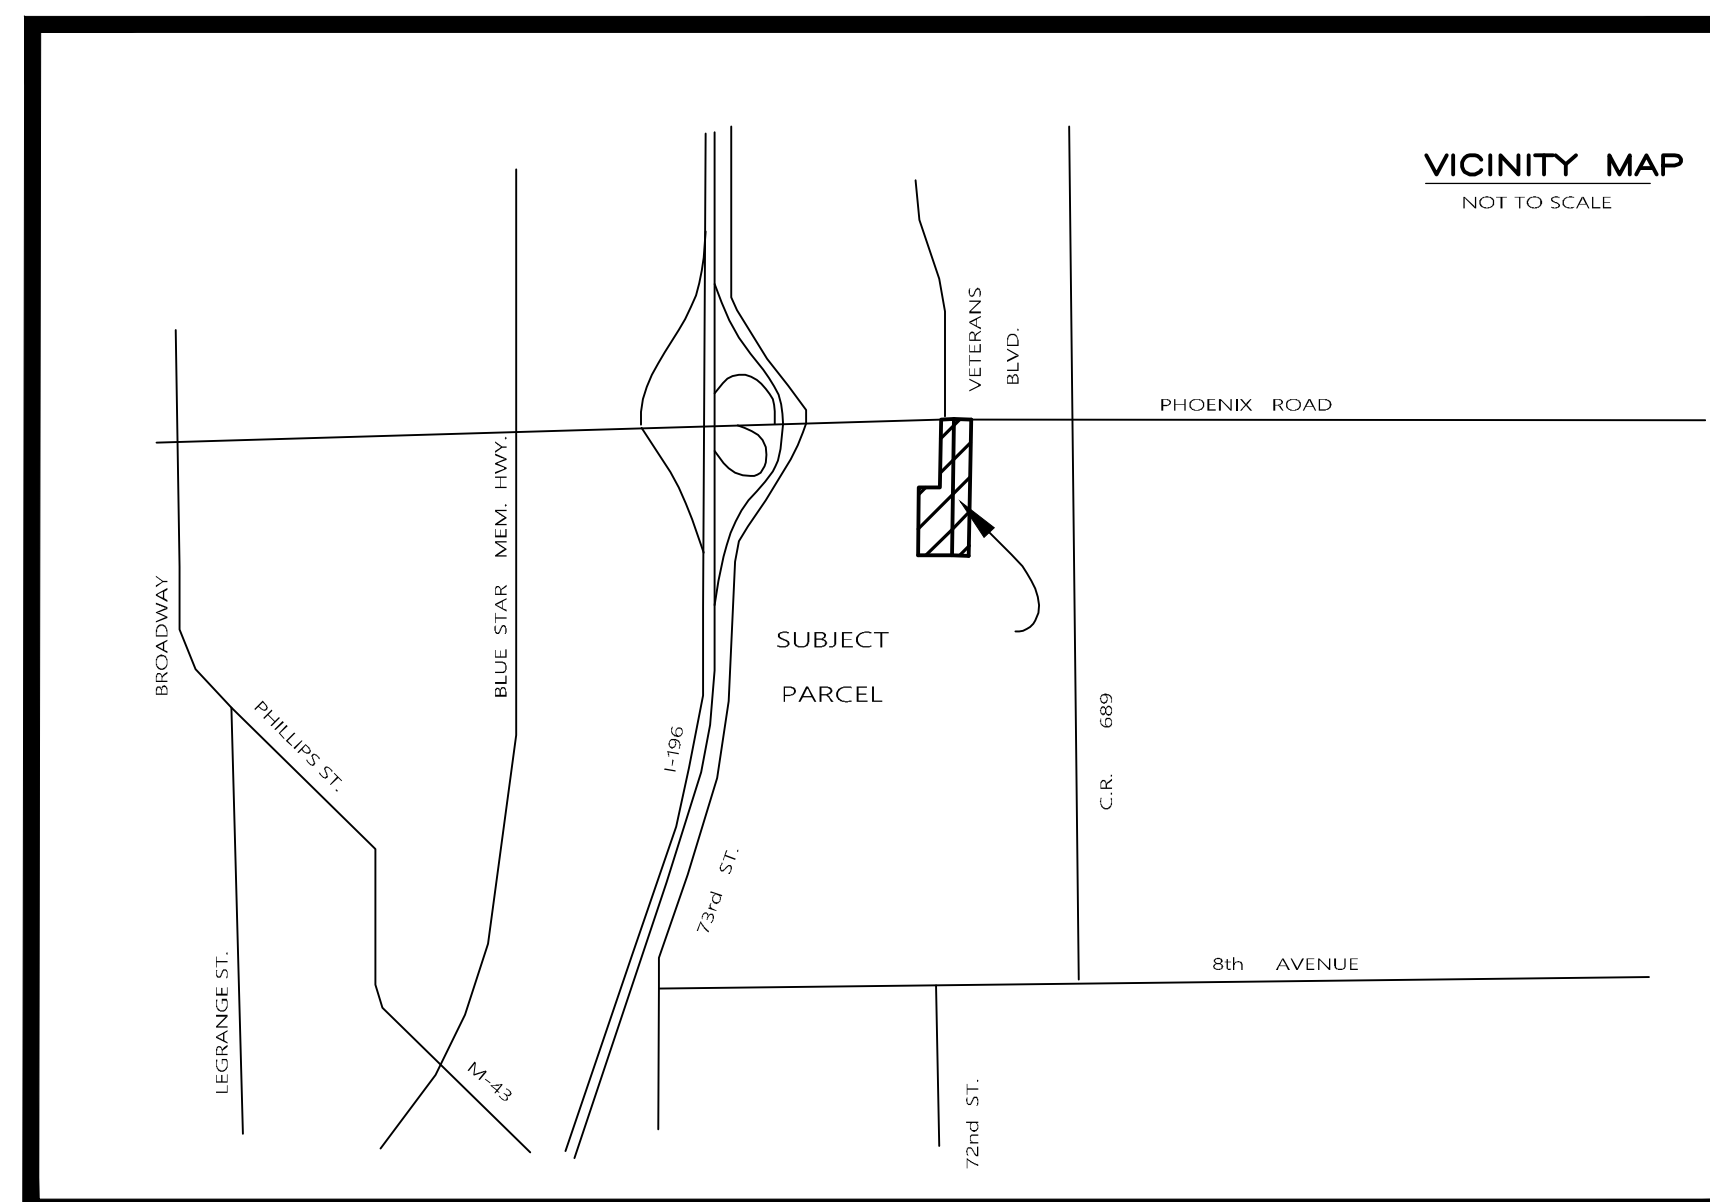 VICINITY MAP
NOT TO SCALE
VETERANS
BLVD.
PHOENIX ROAD
BLUE STAR MEM. HWY.
BROADWAY
SUBJECT
PARCEL
PHILLIPS ST.
I-196
C.R. 689
73rd ST.
8th AVENUE
LEGRANGE ST.
M-43
72nd ST.